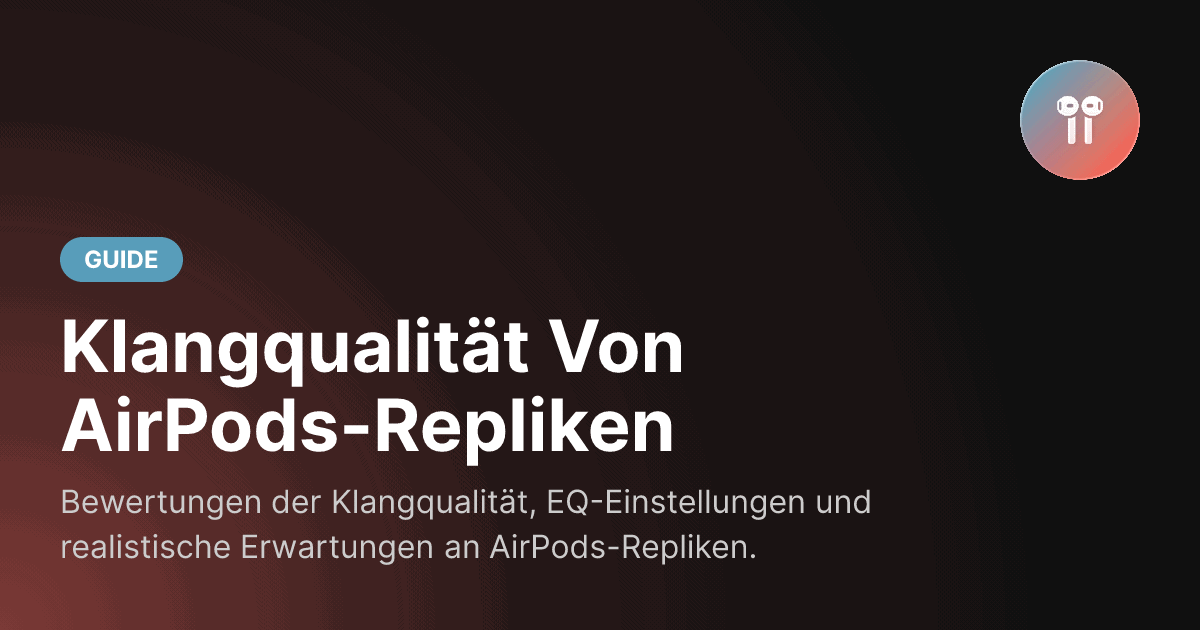 GUIDE
Klangqualität Von
AirPods-Repliken
Bewertungen der Klangqualität, EQ-Einstellungen und
realistische Erwartungen an AirPods-Repliken.